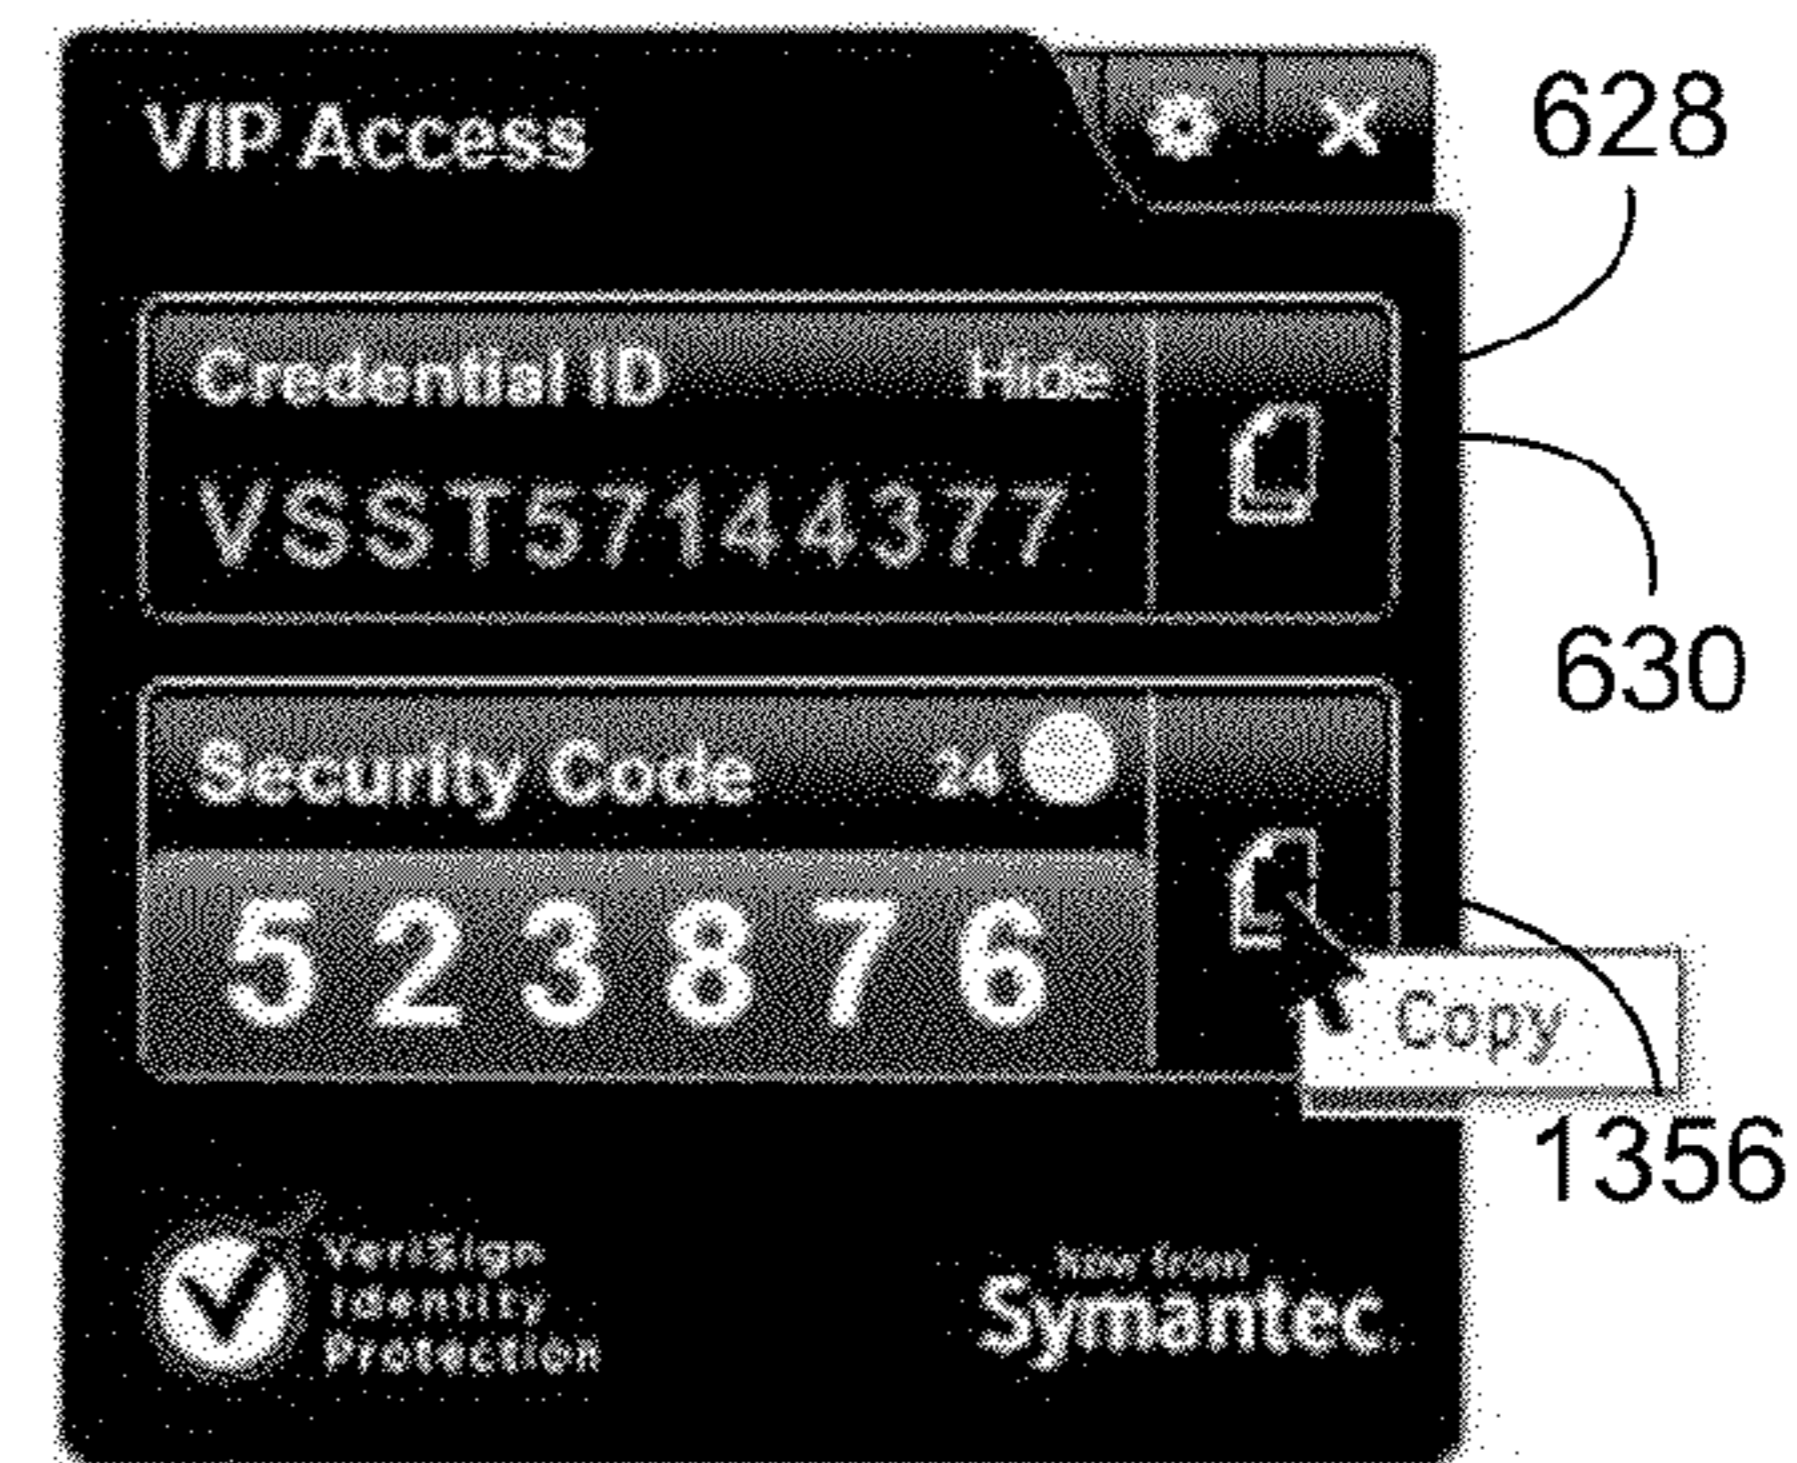 VIP Access
628
Credential ID Hide
VSST57144377
630
Security Code 24
523876
Copy
1356
VeriSign
Identity
Protection
Now from
Symantec